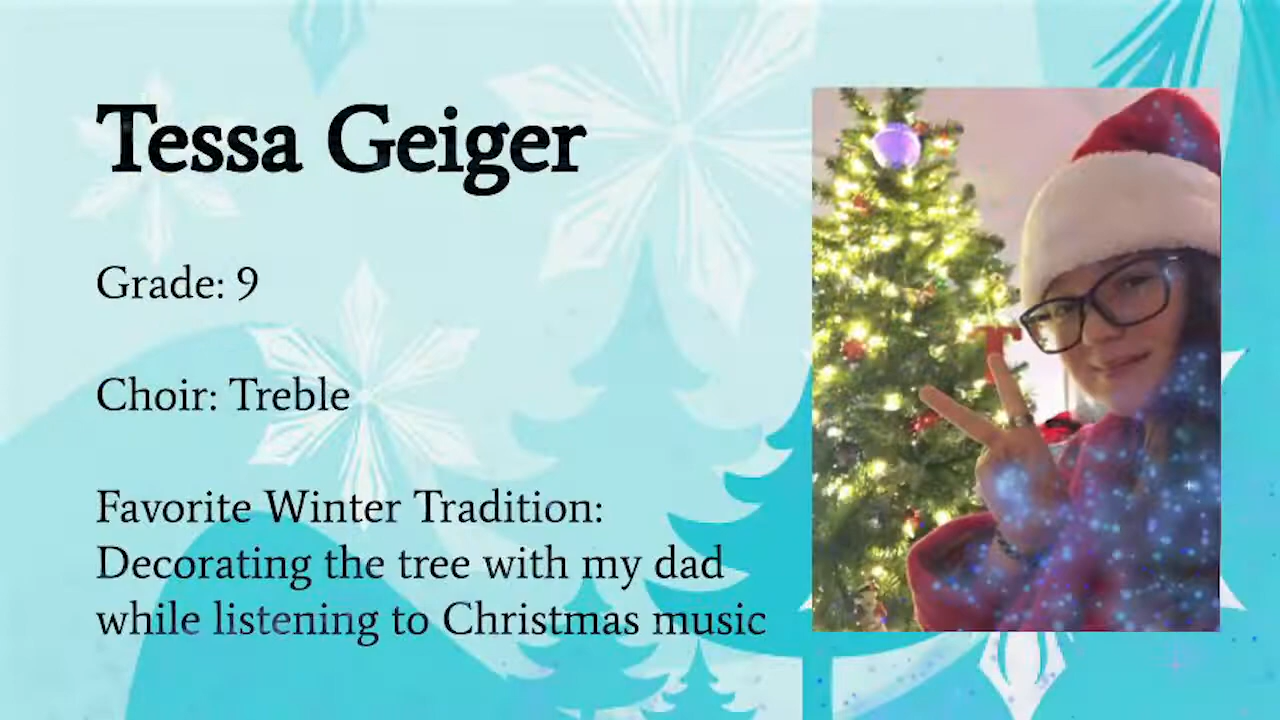 Tessa Geiger
Grade: 9
Choir: Treble
Favorite Winter Tradition:
Decorating the tree with my dad
while listening to Christmas music